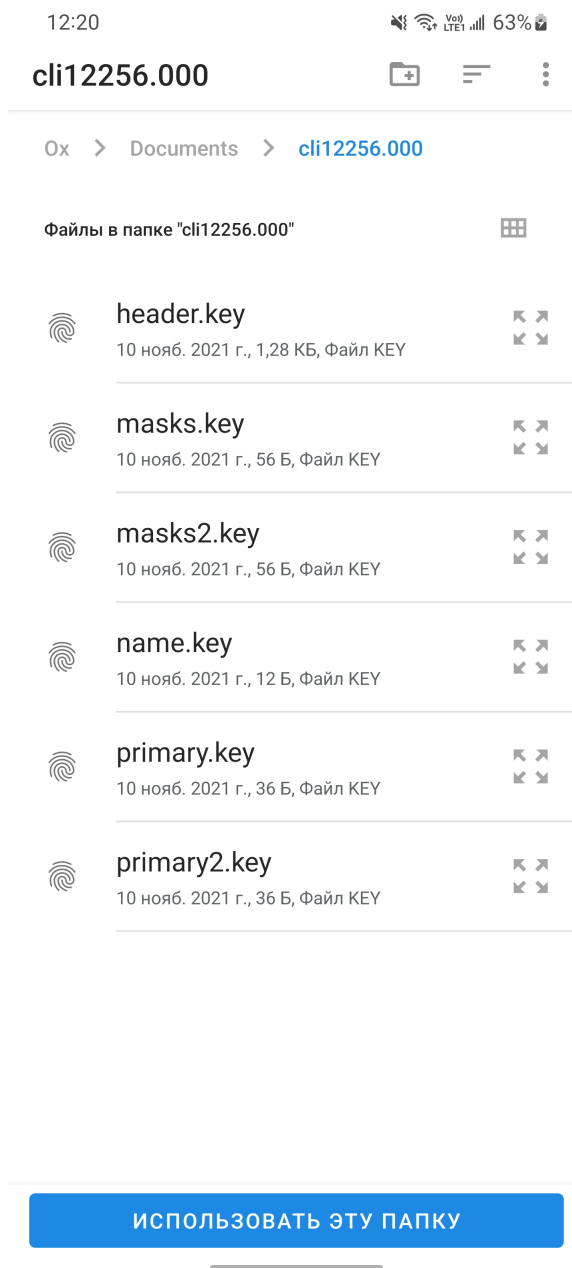 12:20
Vo))
LTE1
63%
cli12256.000
Ox
Documents
cli12256.000
Файлы в папке "cli12256.000"
header.key
10 нояб. 2021 г., 1,28 КБ, Файл KEY
masks.key
10 нояб. 2021 г., 56 Б, Файл KEY
masks2.key
10 нояб. 2021 г., 56 Б, Файл KEY
name.key
10 нояб. 2021 г., 12 Б, Файл KEY
primary.key
10 нояб. 2021 г., 36 Б, Файл KEY
primary2.key
10 нояб. 2021 г., 36 Б, Файл KEY
ИСПОЛЬЗОВАТЬ ЭТУ ПАПКУ